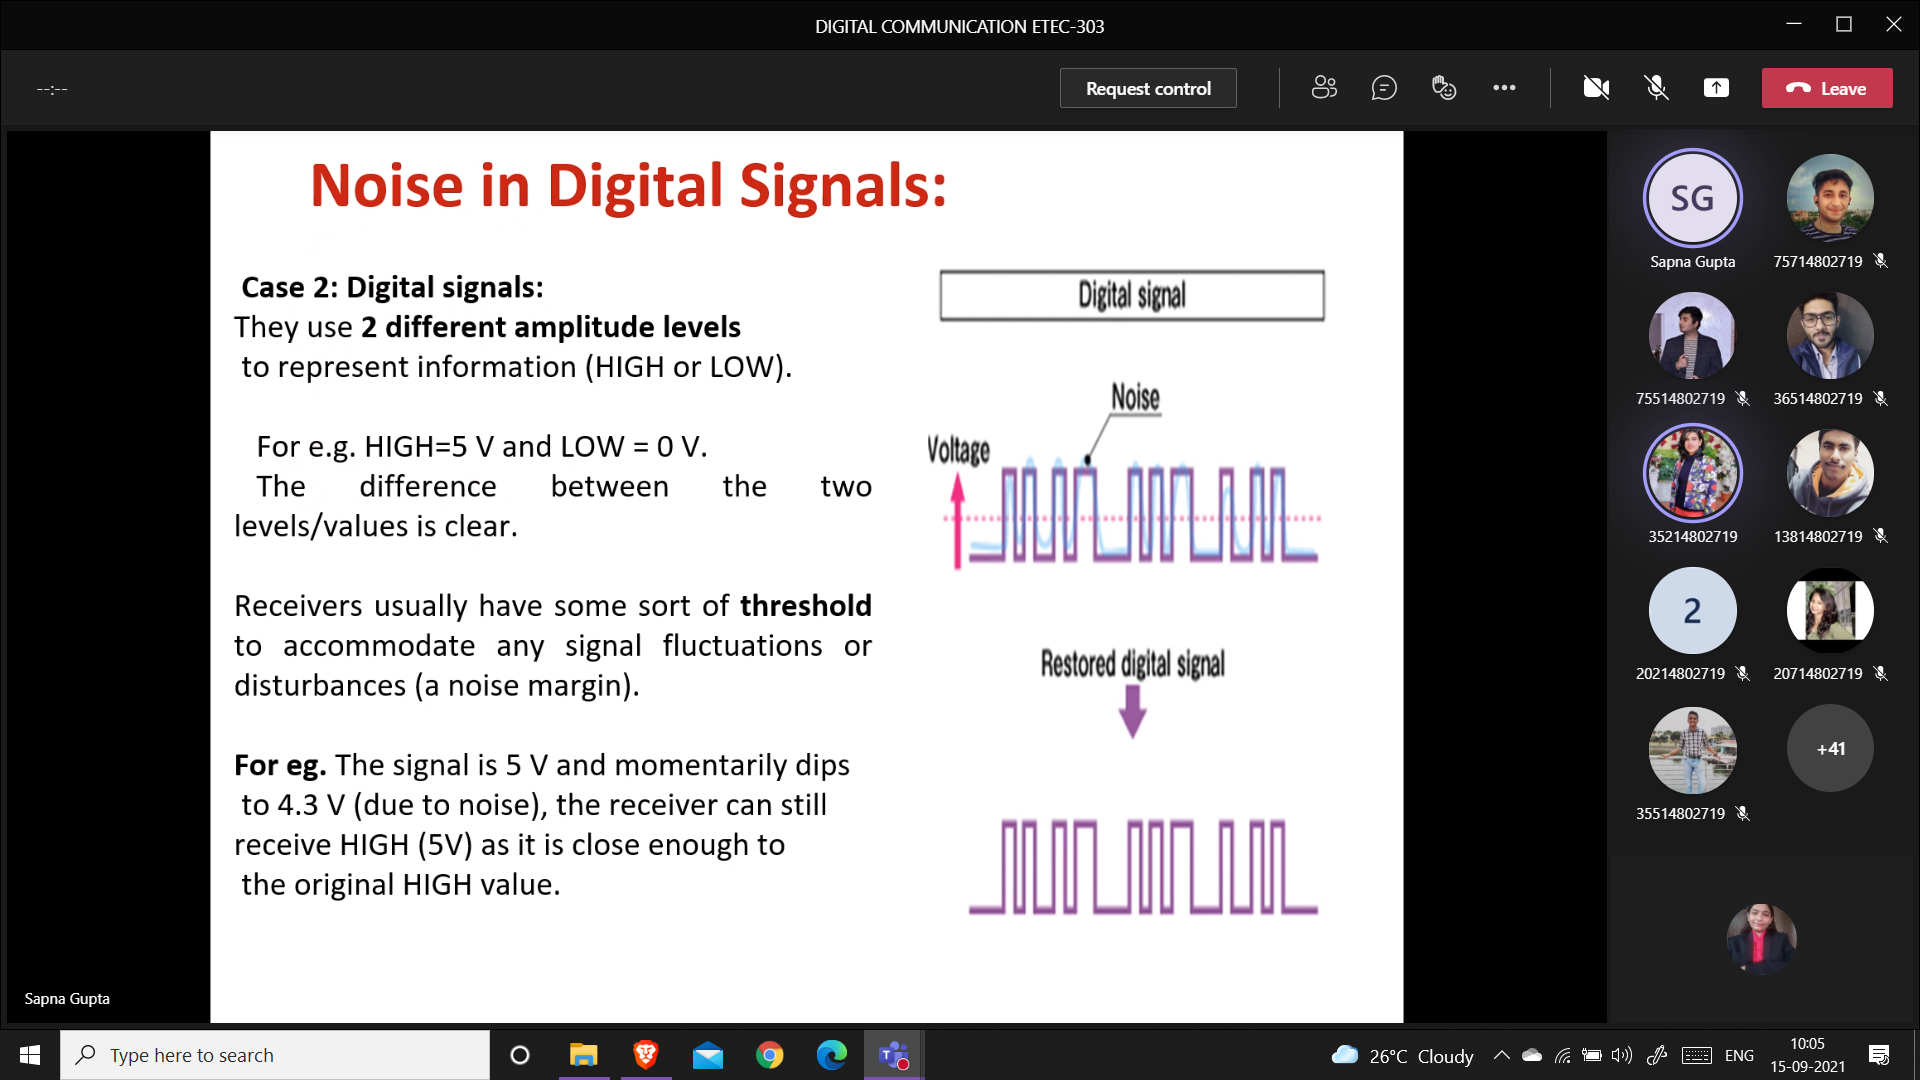 DIGITAL COMMUNICATION ETEC-303
--:--
Request control
Leave
Noise in Digital Signals:
Case 2: Digital signals:
They use 2 different amplitude levels
to represent information (HIGH or LOW).
For e.g. HIGH=5 V and LOW = 0 V.
The difference between the two
levels/values is clear.
Receivers usually have some sort of threshold
to accommodate any signal fluctuations or
disturbances (a noise margin).
For eg. The signal is 5 V and momentarily dips
to 4.3 V (due to noise), the receiver can still
receive HIGH (5V) as it is close enough to
the original HIGH value.
Digital signal
Noise
Voltage
Restored digital signal
SG
Sapna Gupta
75714802719
75514802719
36514802719
35214802719
13814802719
2
20214802719
20714802719
35514802719
+41
Sapna Gupta
Type here to search
26°C Cloudy
ENG
10:05
15-09-2021